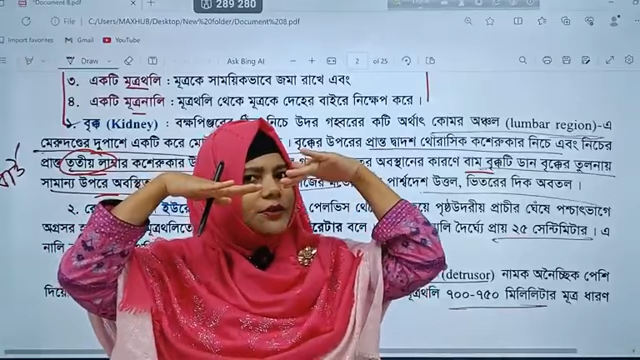 Document 8.pdf
289 280
File C:/Users/MAXHUB/Desktop/New%20folder/Document%208.pdf
Import favorites Gmail YouTube
Draw Ask Bing AI 2 of 25
৩. একটি মূত্রথলি : মূত্রকে সাময়িকভাবে জমা রাখে এবং
৪. একটি মূত্রনালি : মূত্রথলি থেকে মূত্রকে দেহের বাইরে নিক্ষেপ করে ।
১. বৃক্ক (Kidney) : বক্ষপিঞ্জরের নিচে উদর গহ্বরের কটি অর্থাৎ কোমর অঞ্চল (lumbar region)-এ
মেরুদণ্ডের দুপাশে একটি করে বৃক্কের উপরের প্রান্ত দ্বাদশ থোরাসিক কশেরুকার নিচে এবং নিচের
প্রান্ত তৃতীয় লাম্বার কশেরুকার অবস্থানের কারণে বাম বৃক্কটি ডান বৃক্কের তুলনায়
সামান্য উপরে অবস্থিত পার্শ্বদেশ উত্তল, ভিতরের দিক অবতল ।
২. পেলভিস পৃষ্ঠউদরীয় প্রাচীর ঘেঁষে পশ্চাৎভাগে
অগ্রসর মূত্রথলিতে বলে দৈর্ঘ্যে প্রায় ২৫ সেন্টিমিটার । এ
নালি
(detrusor) নামক অনৈচ্ছিক পেশি
দিয়ে মূত্রথলি ৭০০-৭৫০ মিলিলিটার মূত্র ধারণ